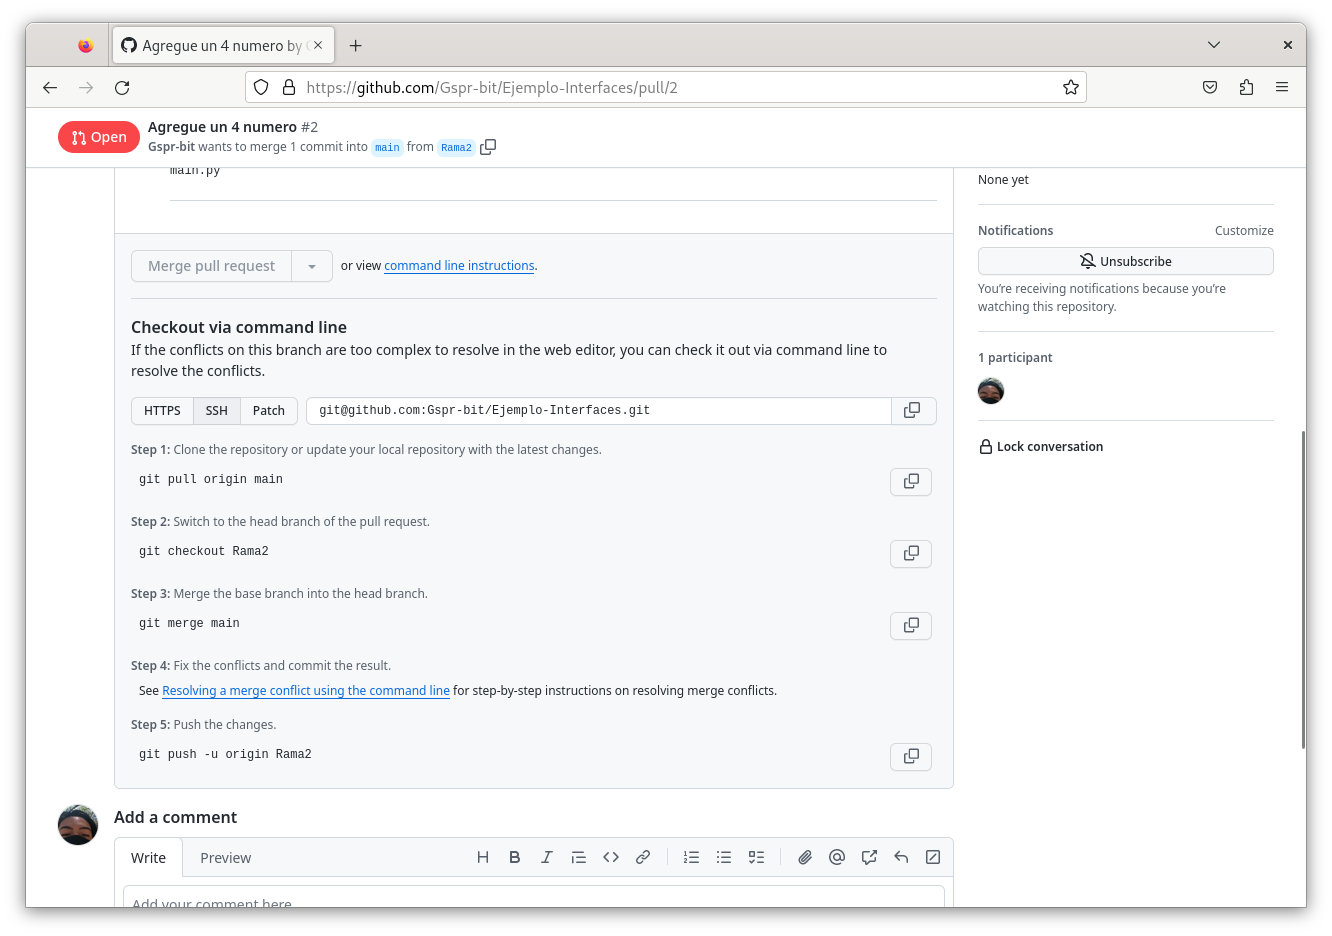 Agregue un 4 numero by
https://github.com/Gspr-bit/Ejemplo-Interfaces/pull/2
Open
Agregue un 4 numero #2
Gspr-bit wants to merge 1 commit into main from Rama2
main.py
Merge pull request
or view command line instructions.
Checkout via command line
If the conflicts on this branch are too complex to resolve in the web editor, you can check it out via command line to
resolve the conflicts.
HTTPS SSH Patch git@github.com:Gspr-bit/Ejemplo-Interfaces.git
Step 1: Clone the repository or update your local repository with the latest changes.
git pull origin main
Step 2: Switch to the head branch of the pull request.
git checkout Rama2
Step 3: Merge the base branch into the head branch.
git merge main
Step 4: Fix the conflicts and commit the result.
See Resolving a merge conflict using the command line for step-by-step instructions on resolving merge conflicts.
Step 5: Push the changes.
git push -u origin Rama2
Add a comment
Write Preview
Add your comment here
None yet
Notifications Customize
Unsubscribe
You're receiving notifications because you're
watching this repository.
1 participant
Lock conversation